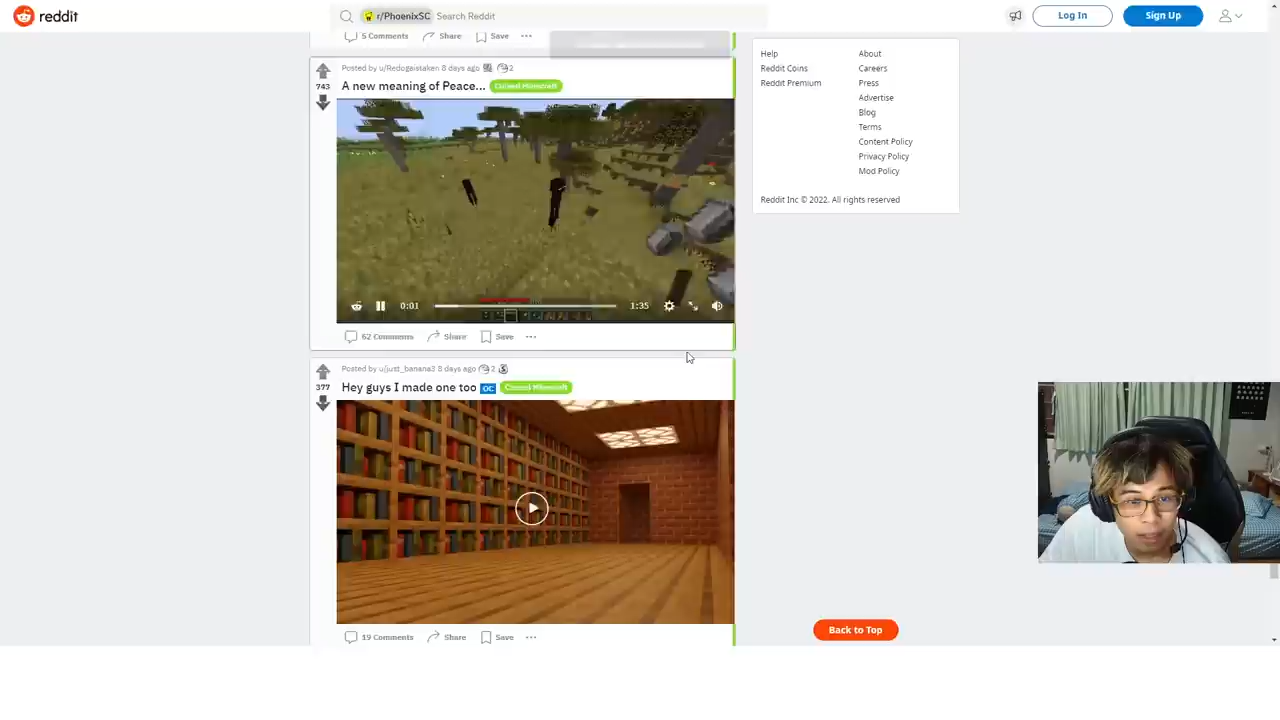 reddit
r/PhoenixSC
Search Reddit
Log In
Sign Up
5 Comments
Share
Save
Posted by u/Redogaistaken 8 days ago
2
743
A new meaning of Peace...
Cursed Minecraft
0:01
1:35
62 Comments
Share
Save
Posted by u/just_banana3 8 days ago
2
377
Hey guys I made one too
OC
Cursed Minecraft
19 Comments
Share
Save
Help
Reddit Coins
Reddit Premium
About
Careers
Press
Advertise
Blog
Terms
Content Policy
Privacy Policy
Mod Policy
Reddit Inc © 2022. All rights reserved
Back to Top